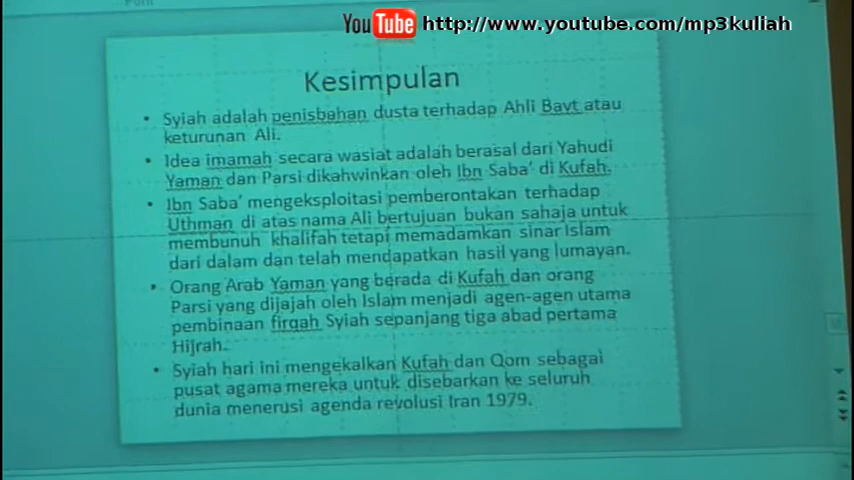 You Tube http://www.youtube.com/mp3kuliah
Kesimpulan
• Syiah adalah penisbahan dusta terhadap Ahli Bayt atau
keturunan Ali.
• Idea imamah secara wasiat adalah berasal dari Yahudi
Yaman dan Parsi dikahwinkan oleh Ibn Saba' di Kufah.
• Ibn Saba' mengeksploitasi pemberontakan terhadap
Uthman di atas nama Ali bertujuan bukan sahaja untuk
membunuh khalifah tetapi memadamkan sinar Islam
dari dalam dan telah mendapatkan hasil yang lumayan.
• Orang Arab Yaman yang berada di Kufah dan orang
Parsi yang dijajah oleh Islam menjadi agen-agen utama
pembinaan firqah Syiah sepanjang tiga abad pertama
Hijrah.
• Syiah hari ini mengekalkan Kufah dan Qom sebagai
pusat agama mereka untuk disebarkan ke seluruh
dunia menerusi agenda revolusi Iran 1979.